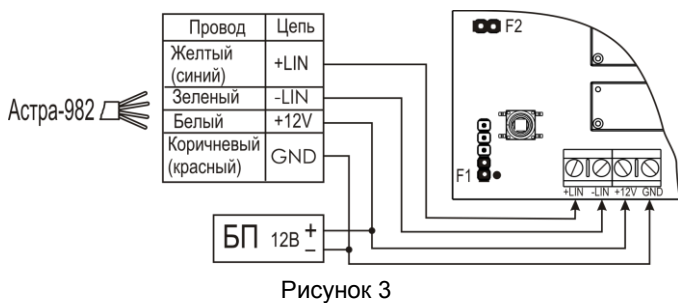 Провод Цепь
Желтый
(синий) +LIN
Зеленый -LIN
Белый +12V
Коричневый
(красный) GND
Астра-982
F2
F1
+LIN -LIN +12V GND
БП 12В + –
Рисунок 3